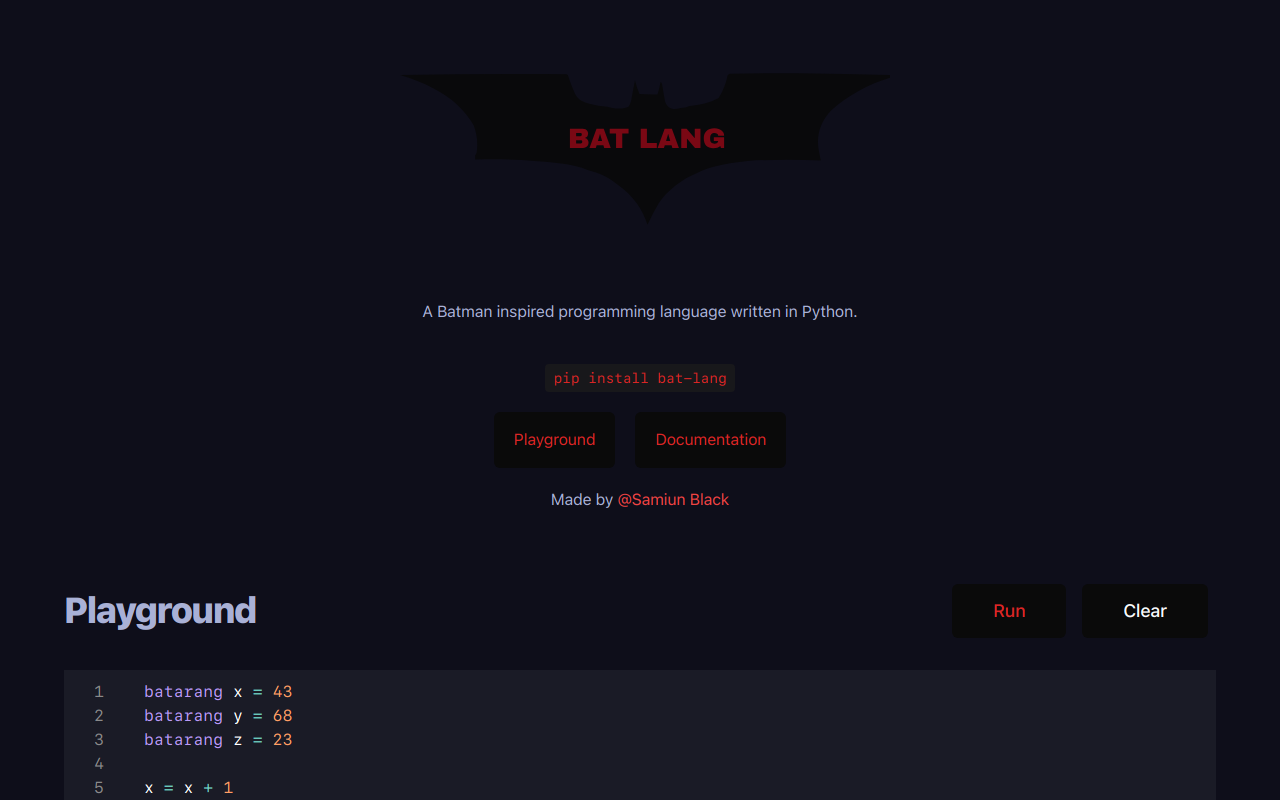 BAT LANG
A Batman inspired programming language written in Python.
pip install bat-lang
Playground Documentation
Made by @Samiun Black
Playground Run Clear
1 batarang x = 43
2 batarang y = 68
3 batarang z = 23
4
5 x = x + 1